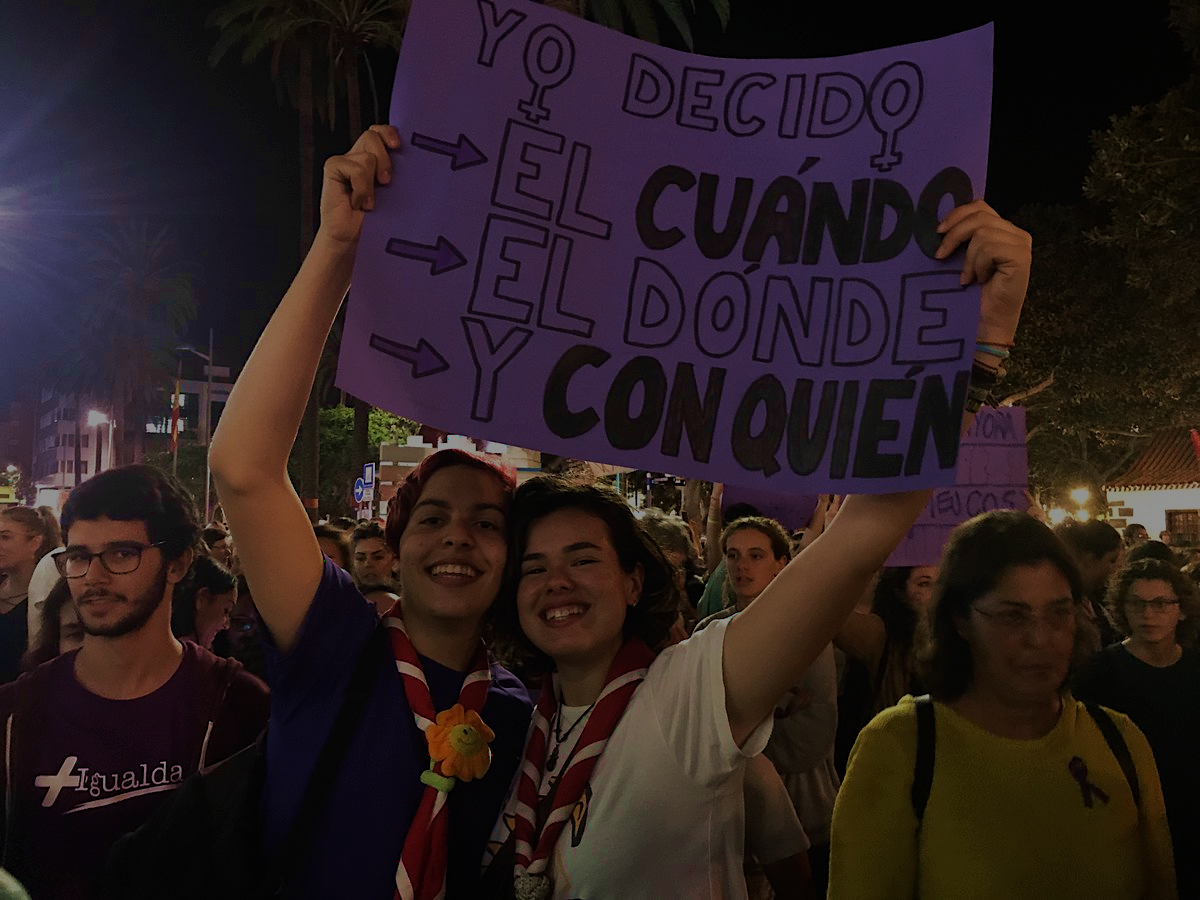 YO DECIDO
EL CUÁNDO
EL DÓNDE
Y CON QUIÉN
+Igualda